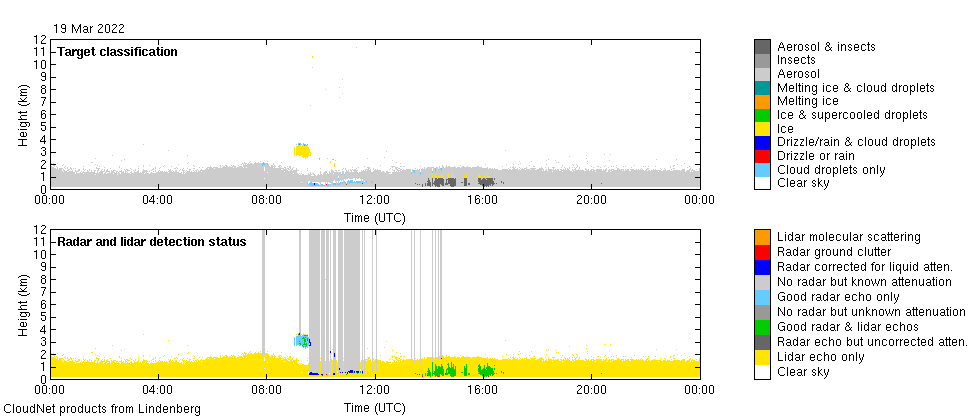 19 Mar 2022
Target classification
Height (km)
12
11
10
9
8
7
6
5
4
3
2
1
0
00:00 04:00 08:00 12:00 16:00 20:00 00:00
Time (UTC)
Aerosol & insects
Insects
Aerosol
Melting ice & cloud droplets
Melting ice
Ice & supercooled droplets
Ice
Drizzle/rain & cloud droplets
Drizzle or rain
Cloud droplets only
Clear sky
Radar and lidar detection status
Height (km)
12
11
10
9
8
7
6
5
4
3
2
1
0
00:00 04:00 08:00 12:00 16:00 20:00 00:00
Time (UTC)
Lidar molecular scattering
Radar ground clutter
Radar corrected for liquid atten.
No radar but known attenuation
Good radar echo only
No radar but unknown attenuation
Good radar & lidar echos
Radar echo but uncorrected atten.
Lidar echo only
Clear sky
CloudNet products from Lindenberg